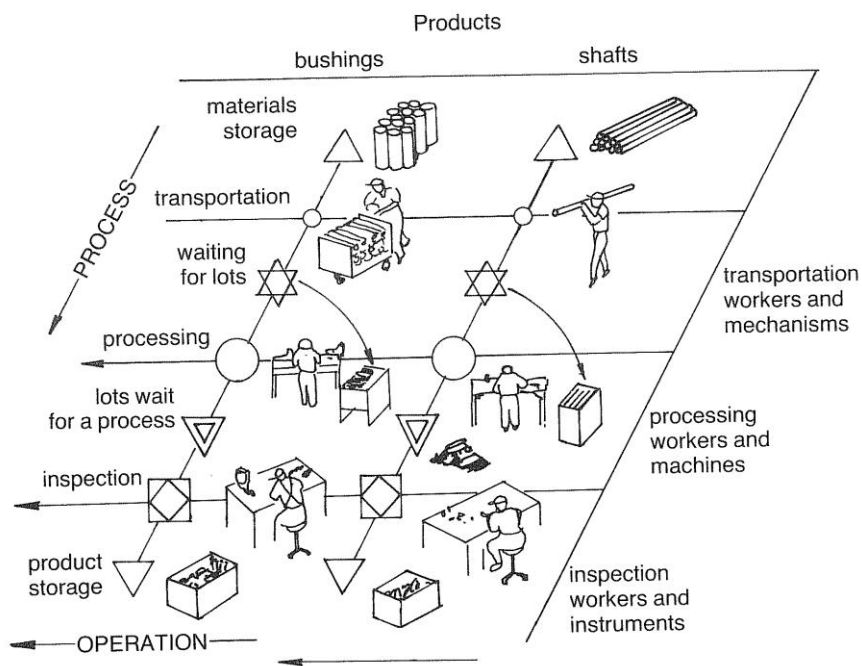 Products
bushings
shafts
materials
storage
transportation
PROCESS
waiting
for lots
transportation
workers and
mechanisms
processing
lots wait
for a process
processing
workers and
machines
inspection
product
storage
inspection
workers and
instruments
OPERATION